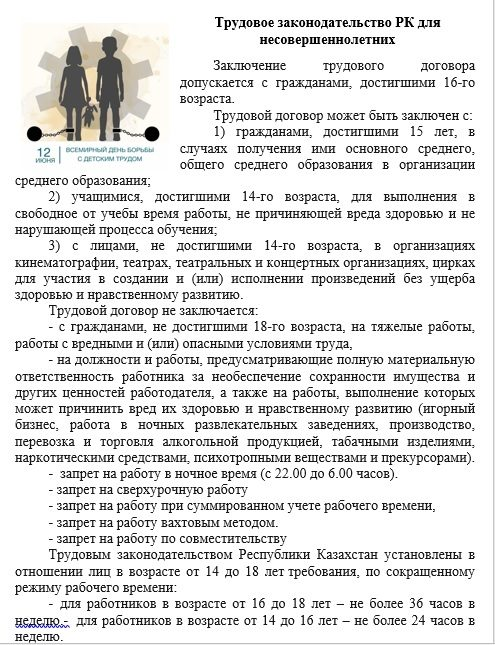 Трудовое законодательство РК для
несовершеннолетних
Заключение трудового договора
допускается с гражданами, достигшими 16-го
возраста.
Трудовой договор может быть заключен с:
1) гражданами, достигшими 15 лет, в
случаях получения ими основного среднего,
общего среднего образования в организации
среднего образования;
12 ИЮНЯ
ВСЕМИРНЫЙ ДЕНЬ БОРЬБЫ
С ДЕТСКИМ ТРУДОМ
2) учащимися, достигшими 14-го возраста, для выполнения в
свободное от учебы время работы, не причиняющей вреда здоровью и не
нарушающей процесса обучения;
3) с лицами, не достигшими 14-го возраста, в организациях
кинематографии, театрах, театральных и концертных организациях, цирках
для участия в создании и (или) исполнении произведений без ущерба
здоровью и нравственному развитию.
Трудовой договор не заключается:
- с гражданами, не достигшими 18-го возраста, на тяжелые работы,
работы с вредными и (или) опасными условиями труда,
- на должности и работы, предусматривающие полную материальную
ответственность работника за необеспечение сохранности имущества и
других ценностей работодателя, а также на работы, выполнение которых
может причинить вред их здоровью и нравственному развитию (игорный
бизнес, работа в ночных развлекательных заведениях, производство,
перевозка и торговля алкогольной продукцией, табачными изделиями,
наркотическими средствами, психотропными веществами и прекурсорами).
- запрет на работу в ночное время (с 22.00 до 6.00 часов).
- запрет на сверхурочную работу
- запрет на работу при суммированном учете рабочего времени,
- запрет на работу вахтовым методом.
- запрет на работу по совместительству
Трудовым законодательством Республики Казахстан установлены в
отношении лиц в возрасте от 14 до 18 лет требования, по сокращенному
режиму рабочего времени:
- для работников в возрасте от 16 до 18 лет – не более 36 часов в
неделю - для работников в возрасте от 14 до 16 лет – не более 24 часов в
неделю.